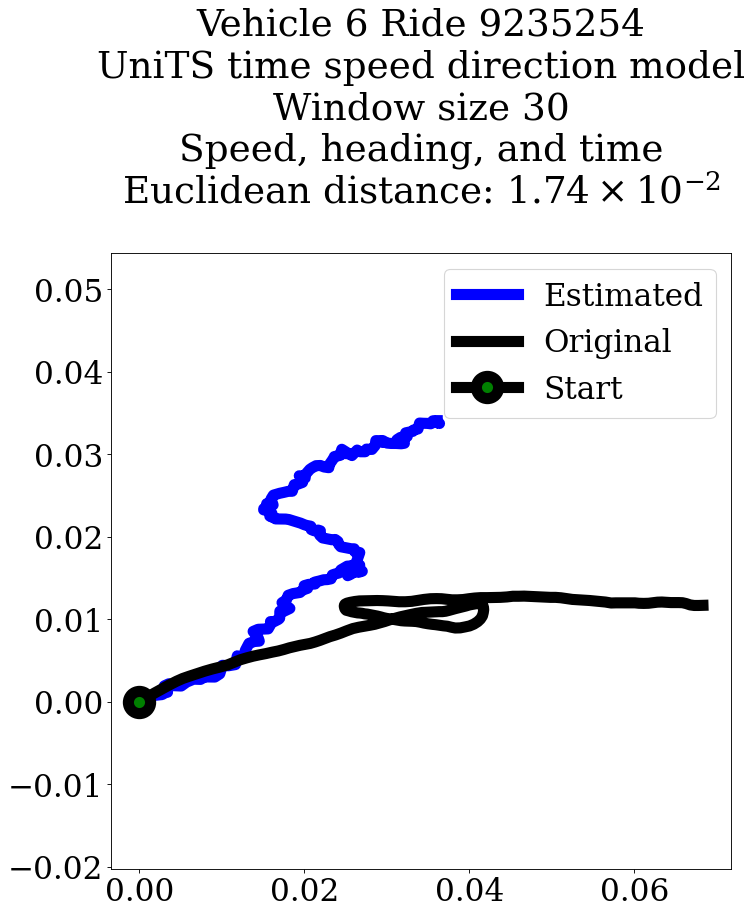 Vehicle 6 Ride 9235254
UniTS time speed direction model
Window size 30
Speed, heading, and time
Euclidean distance: 1.74 × 10⁻²
Estimated
Original
Start
0.05
0.04
0.03
0.02
0.01
0.00
−0.01
−0.02
0.00 0.02 0.04 0.06